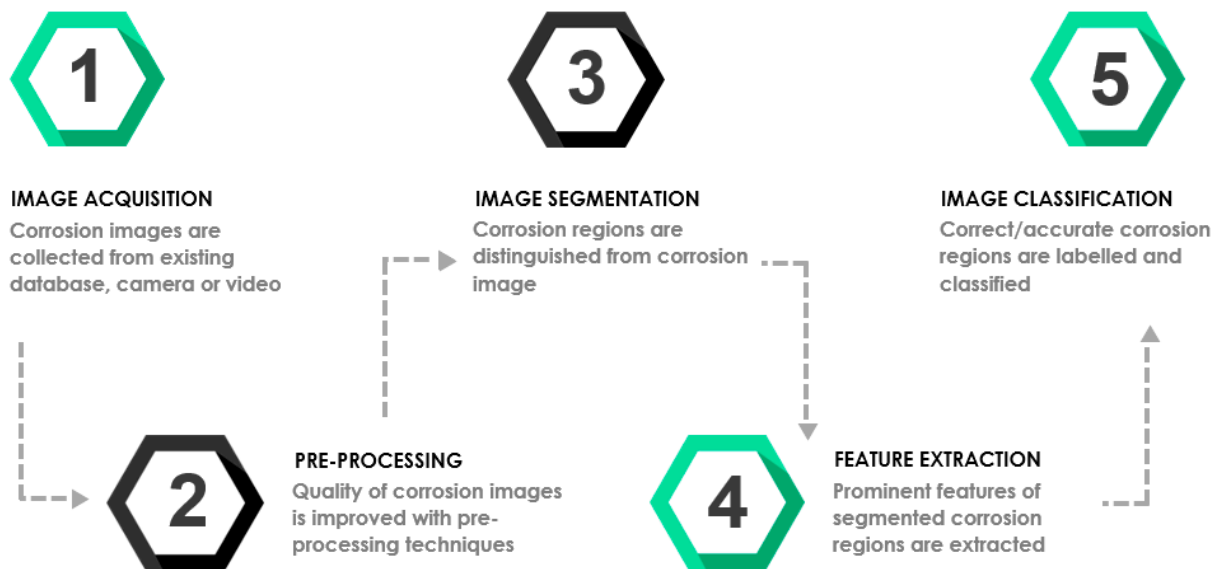 1
IMAGE ACQUISITION
Corrosion images are
collected from existing
database, camera or video
2
PRE-PROCESSING
Quality of corrosion images
is improved with pre-
processing techniques
3
IMAGE SEGMENTATION
Corrosion regions are
distinguished from corrosion
image
4
FEATURE EXTRACTION
Prominent features of
segmented corrosion
regions are extracted
5
IMAGE CLASSIFICATION
Correct/accurate corrosion
regions are labelled and
classified